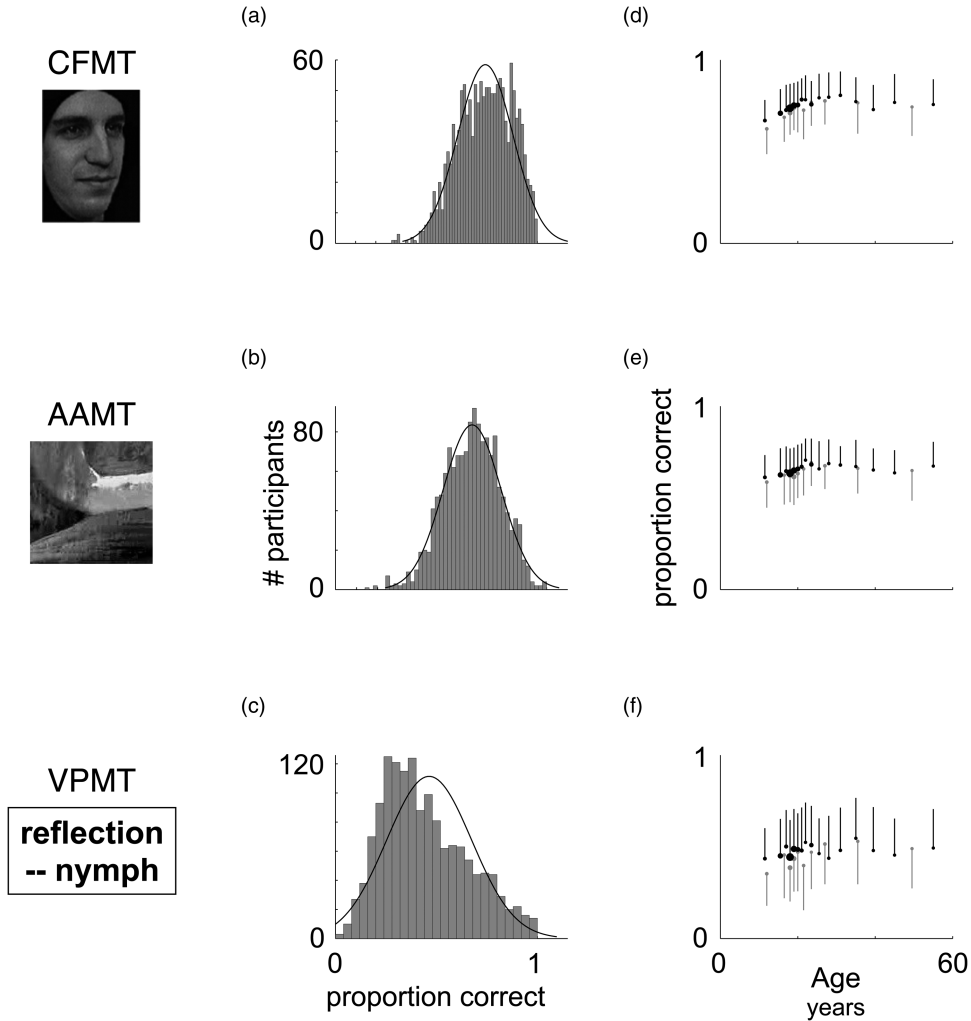 (a)
(d)
CFMT
60
0
1
0
(b)
(e)
AAMT
80
0
# participants
1
0
proportion correct
(c)
(f)
VPMT
reflection
-- nymph
120
0
0
1
proportion correct
1
0
0
60
Age
years